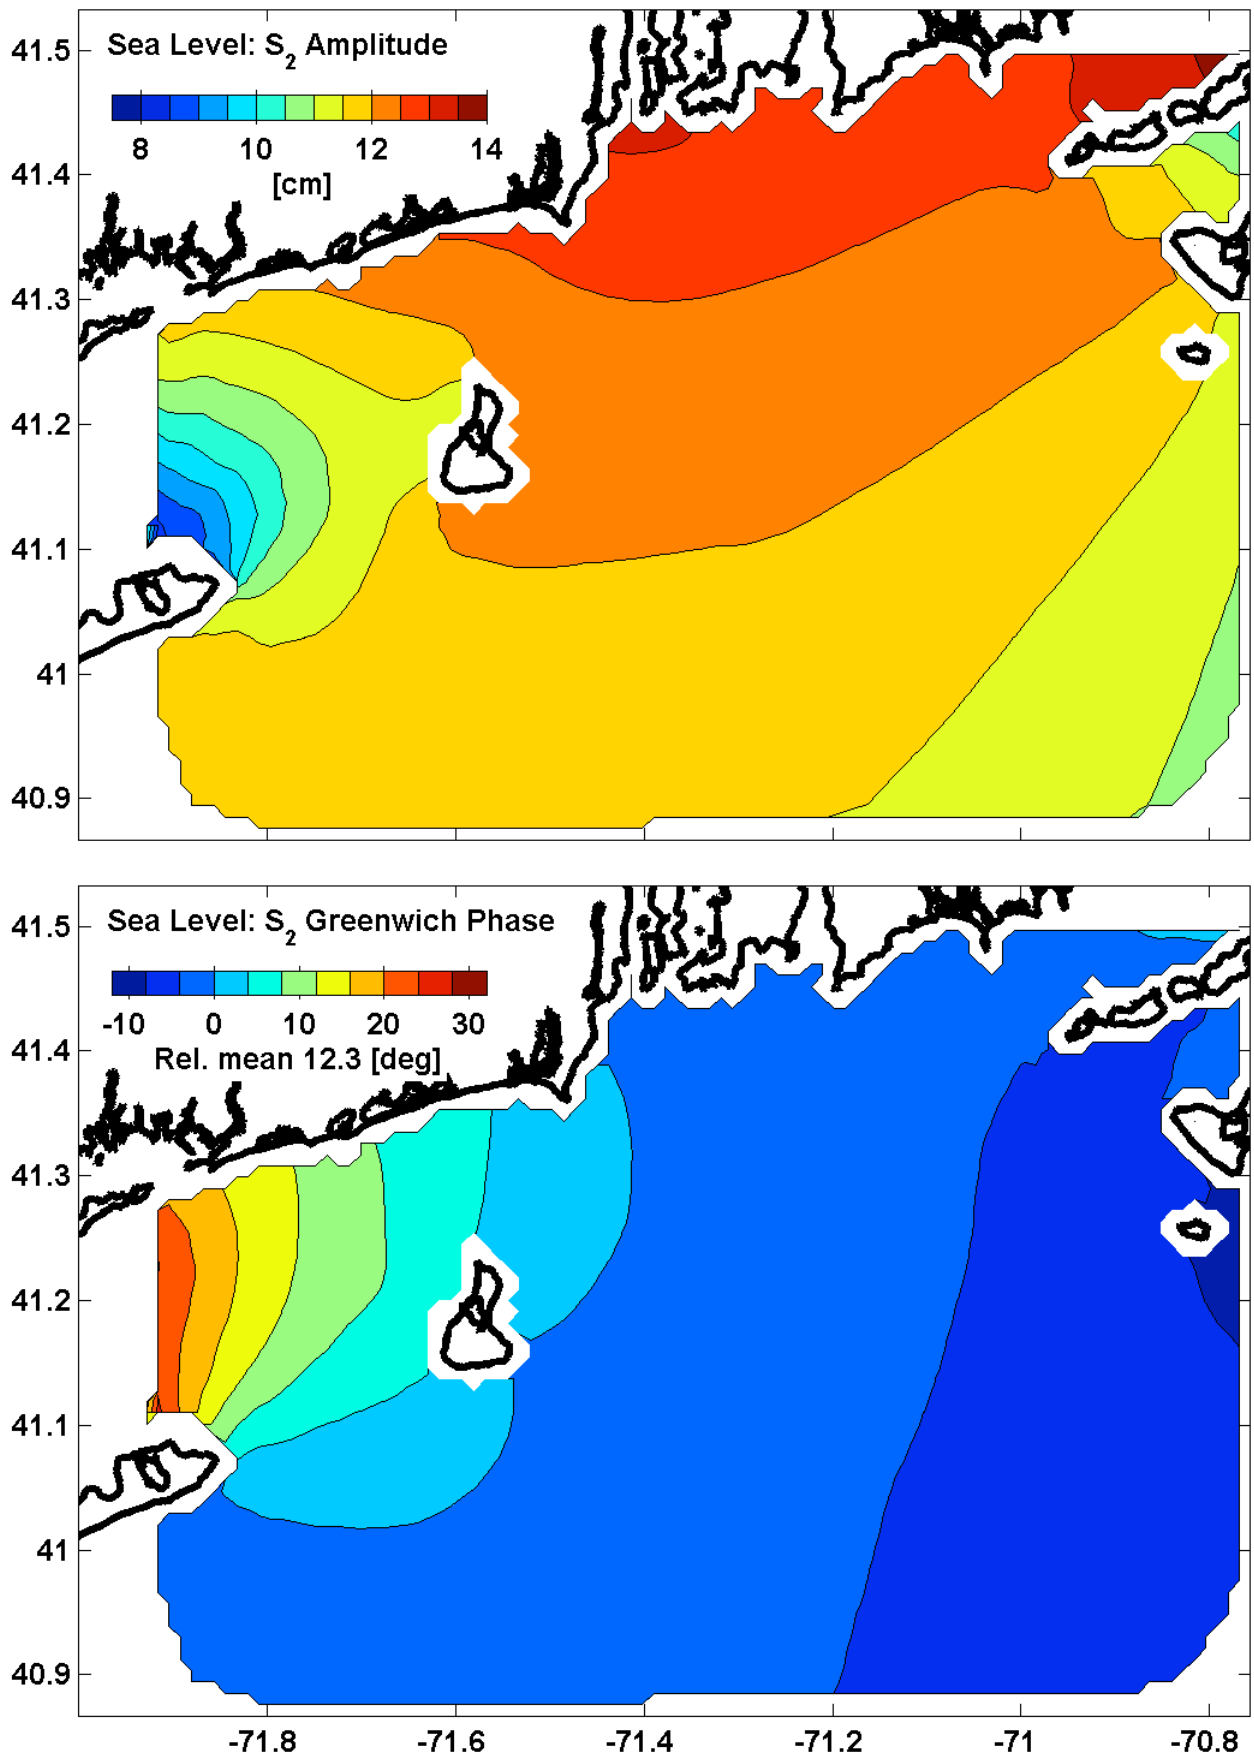 41.5
Sea Level: S2 Amplitude
8 10 12 14
[cm]
41.4
41.3
41.2
41.1
41
40.9
41.5
Sea Level: S2 Greenwich Phase
-10 0 10 20 30
Rel. mean 12.3 [deg]
41.4
41.3
41.2
41.1
41
40.9
-71.8 -71.6 -71.4 -71.2 -71 -70.8